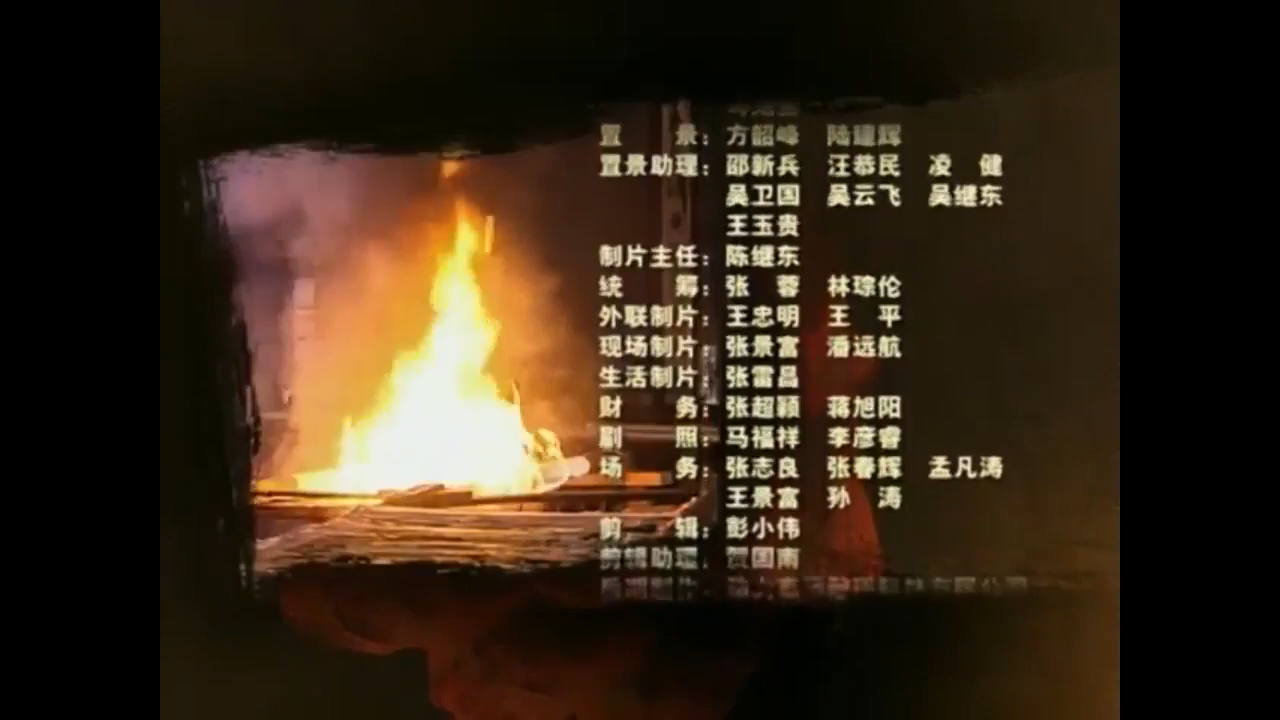 置　　景：方韶峰　陆建辉
置景助理：邵新兵　汪恭民　凌　健
吴卫国　吴云飞　吴继东
王玉贵
制片主任：陈继东
统　　筹：张　蓉　林琮伦
外联制片：王忠明　王　平
现场制片：张景富　潘远航
生活制片：张雷昌
财　　务：张超颖　蒋旭阳
剧　　照：马福祥　李彦睿
场　　务：张志良　张春辉　孟凡涛
王景富　孙　涛
剪　　辑：彭小伟
剪辑助理：贺国南